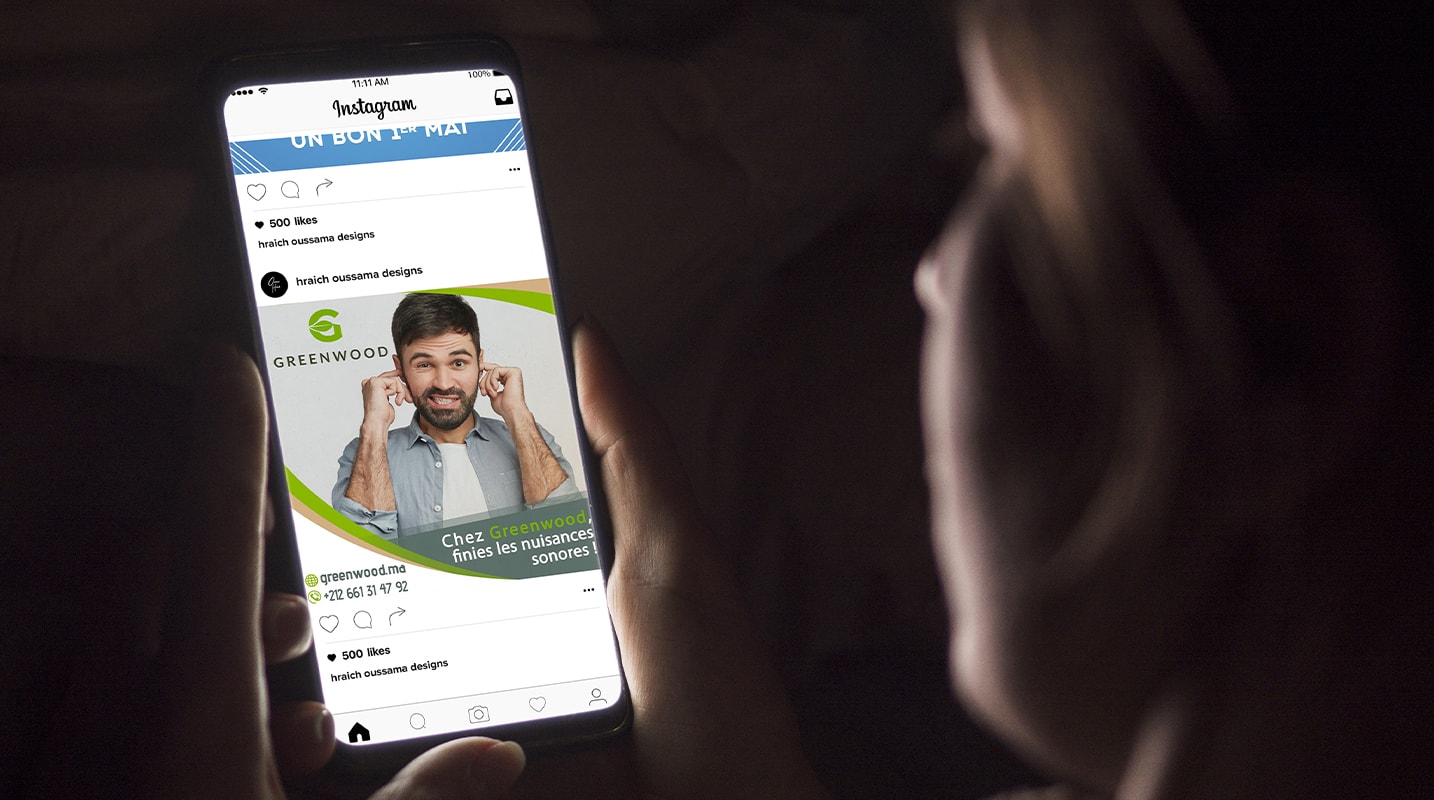 11:11 AM
100%
Instagram
UN BON 1ER MAI
500 likes
hraich oussama designs
hraich oussama designs
GREENWOOD
Chez Greenwood,
finies les nuisances
sonores !
greenwood.ma
+212 661 31 47 92
500 likes
hraich oussama designs